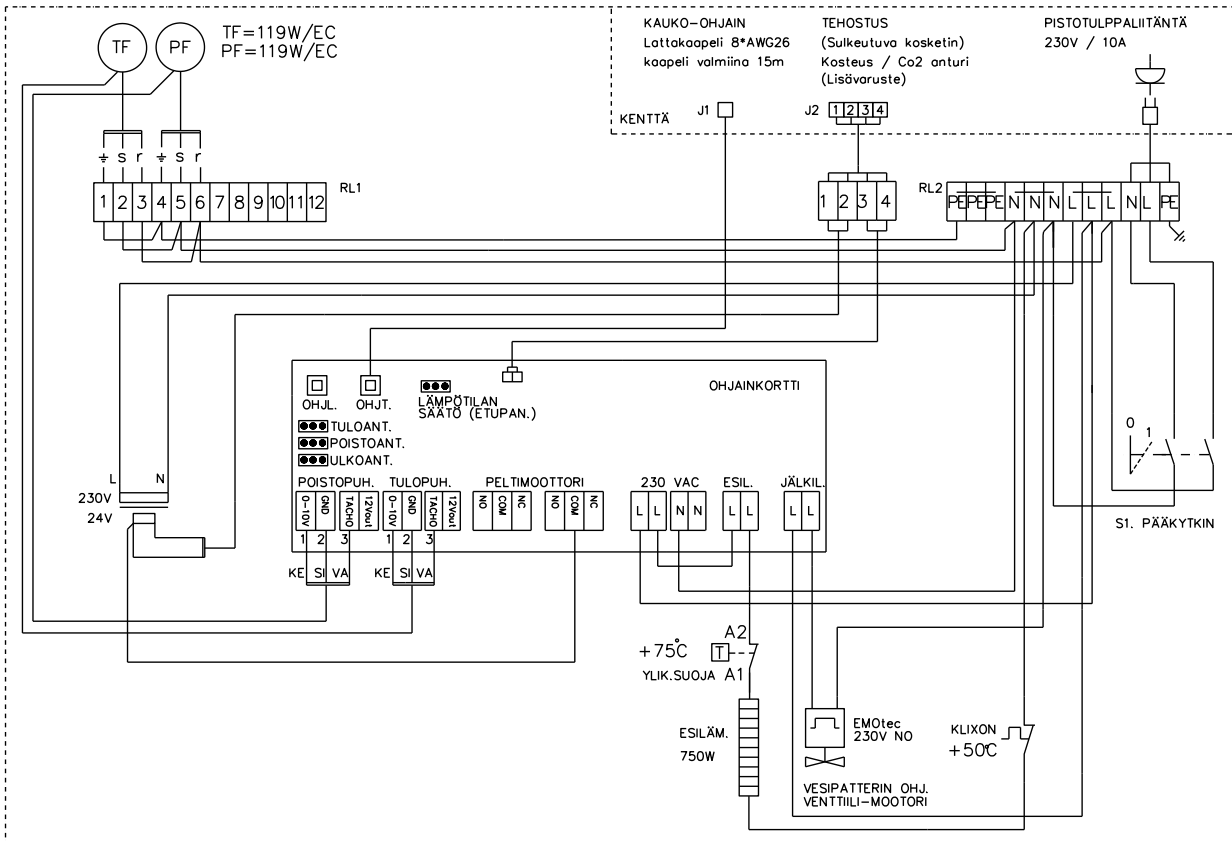 TF
PF
TF=119W/EC
PF=119W/EC
KAUKO-OHJAIN
Lattakaapeli 8*AWG26
kaapeli valmiina 15m
TEHOSTUS
(Sulkeutuva kosketin)
Kosteus / Co2 anturi
(Lisävaruste)
PISTOTULPPALIITÄNTÄ
230V / 10A
KENTTÄ
J1
J2
1 2 3 4
s r s r
1 2 3 4 5 6 7 8 9 10 11 12
RL1
1 2 3 4
RL2
PE PE PE N N N L L L N L PE
OHJL.
OHJT.
LÄMPÖTILAN
SÄÄTÖ (ETUPAN.)
OHJAINKORTTI
TULOANT.
POISTOANT.
ULKOANT.
POISTOPUH.
TULOPUH.
PELTIMOOTTORI
230 VAC
ESIL.
JÄLKIL.
0-10V GND TACHO 12Vout
0-10V GND TACHO 12Vout
NO COM NC
NO COM NC
L L N N
L L
L L
1 2 3
1 2 3
KE SI VA
KE SI VA
L N
230V
24V
0 1
S1. PÄÄKYTKIN
A2
+75°C
T
YLIK.SUOJA A1
ESILÄM.
750W
EMOtec
230V NO
VESIPATTERIN OHJ.
VENTTIILI-MOOTORI
KLIXON
+50°C